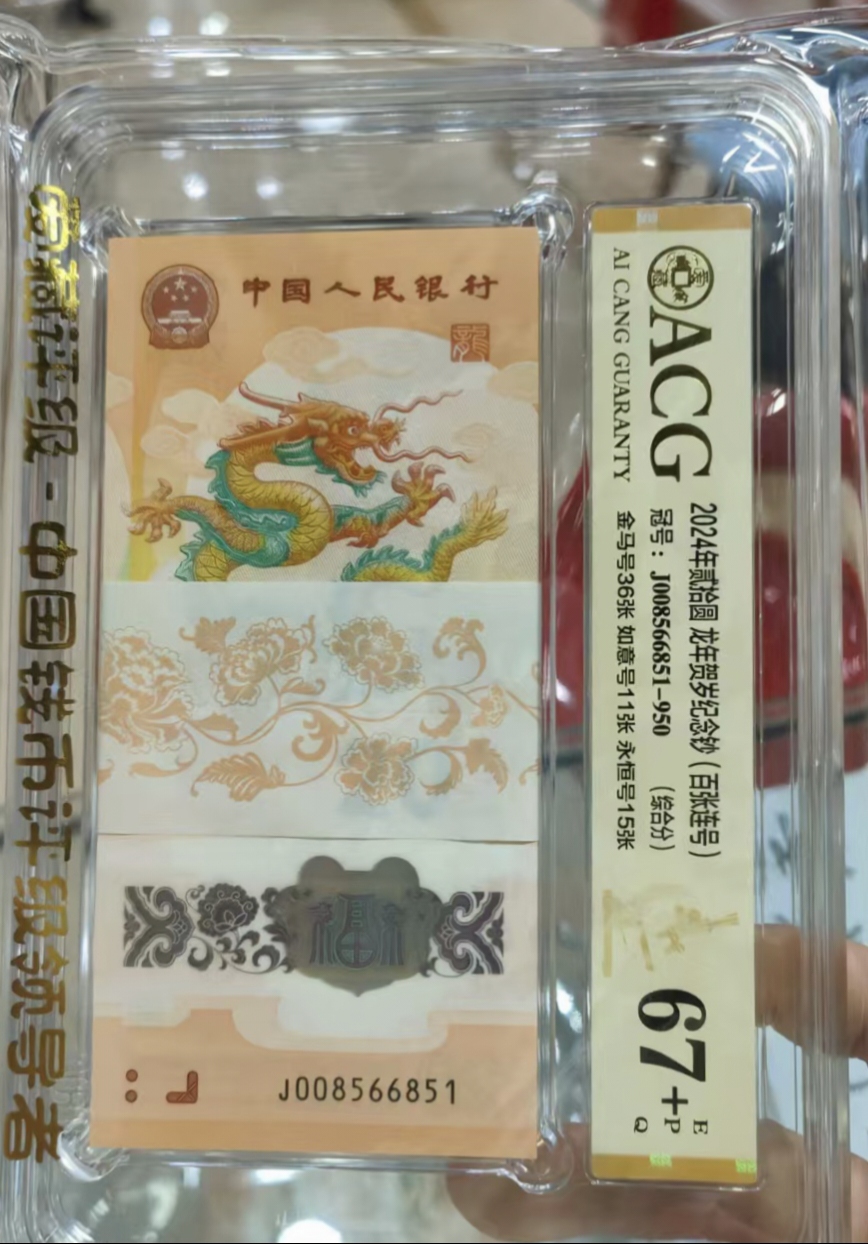 爱藏评级-中国钱币评级领导者
中国人民银行
龍
福
J008566851
ACG
AI CANG GUARANTY
2024年贰拾圆 龙年贺岁纪念钞（百张连号）
冠号：J008566851-950 （综合分）
金马号36张 如意号11张 永恒号15张
67+
E
P
Q